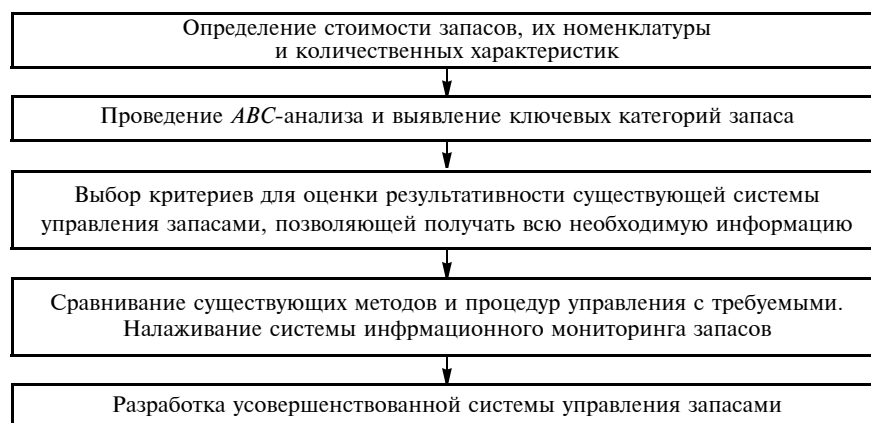 Определение стоимости запасов, их номенклатуры
и количественных характеристик
Проведение ABC-анализа и выявление ключевых категорий запаса
Выбор критериев для оценки результативности существующей системы
управления запасами, позволяющей получать всю необходимую информацию
Сравнивание существующих методов и процедур управления с требуемыми.
Налаживание системы инфрмационного мониторинга запасов
Разработка усовершенствованной системы управления запасами